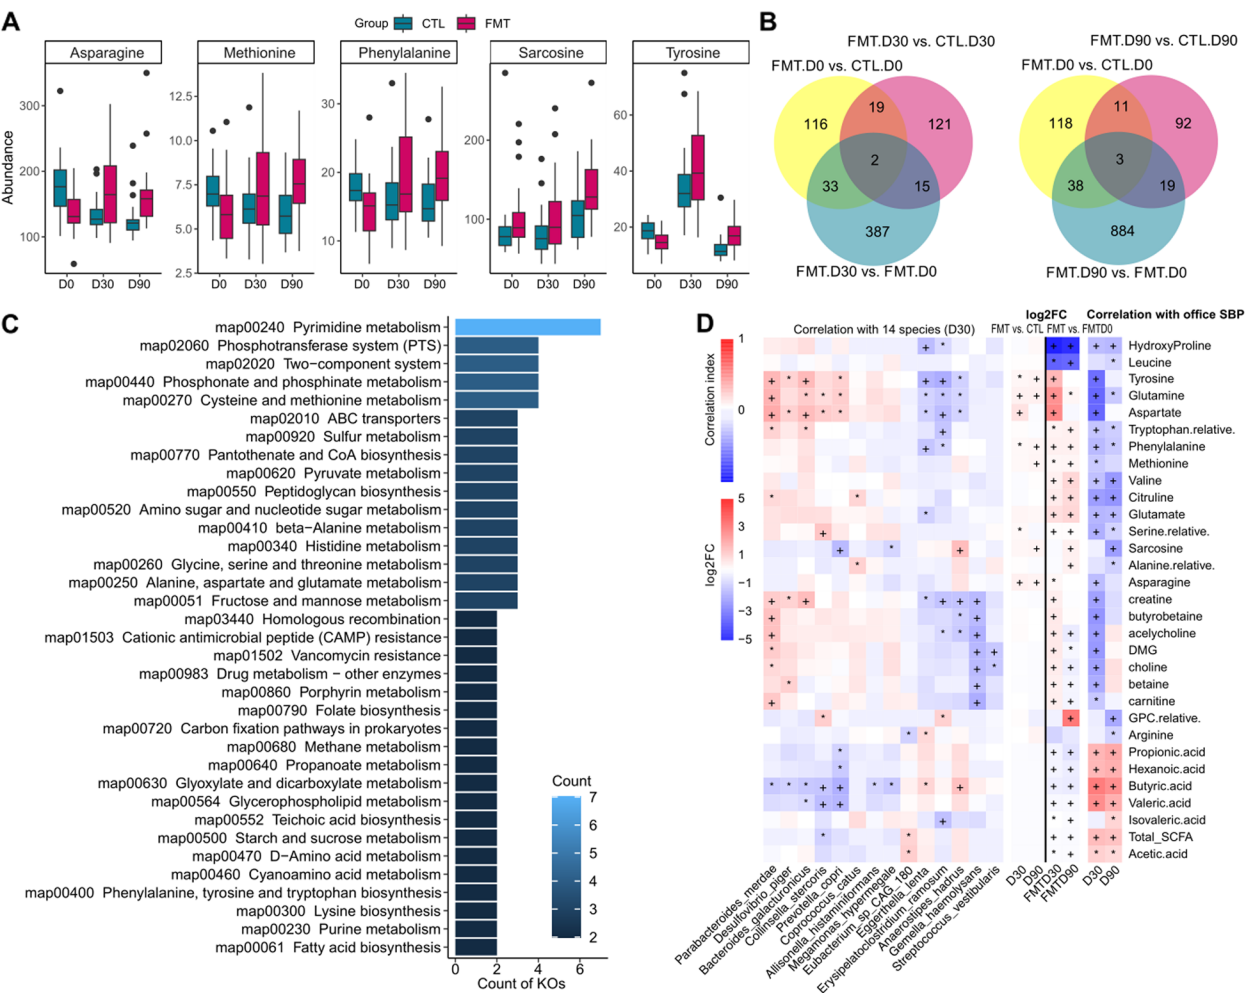 A
Group CTL FMT
Asparagine Methionine Phenylalanine Sarcosine Tyrosine
Abundance
300
200
100
12.5
10.0
7.5
5.0
2.5
30
20
10
200
100
60
40
20
D0 D30 D90 D0 D30 D90 D0 D30 D90 D0 D30 D90 D0 D30 D90
B
FMT.D30 vs. CTL.D30
FMT.D0 vs. CTL.D0
116 19 121
2
33 15
387
FMT.D30 vs. FMT.D0
FMT.D90 vs. CTL.D90
FMT.D0 vs. CTL.D0
118 11 92
3
38 19
884
FMT.D90 vs. FMT.D0
C
map00240 Pyrimidine metabolism
map02060 Phosphotransferase system (PTS)
map02020 Two−component system
map00440 Phosphonate and phosphinate metabolism
map00270 Cysteine and methionine metabolism
map02010 ABC transporters
map00920 Sulfur metabolism
map00770 Pantothenate and CoA biosynthesis
map00620 Pyruvate metabolism
map00550 Peptidoglycan biosynthesis
map00520 Amino sugar and nucleotide sugar metabolism
map00410 beta−Alanine metabolism
map00340 Histidine metabolism
map00260 Glycine, serine and threonine metabolism
map00250 Alanine, aspartate and glutamate metabolism
map00051 Fructose and mannose metabolism
map03440 Homologous recombination
map01503 Cationic antimicrobial peptide (CAMP) resistance
map01502 Vancomycin resistance
map00983 Drug metabolism − other enzymes
map00860 Porphyrin metabolism
map00790 Folate biosynthesis
map00720 Carbon fixation pathways in prokaryotes
map00680 Methane metabolism
map00640 Propanoate metabolism
map00630 Glyoxylate and dicarboxylate metabolism
map00564 Glycerophospholipid metabolism
map00552 Teichoic acid biosynthesis
map00500 Starch and sucrose metabolism
map00470 D−Amino acid metabolism
map00460 Cyanoamino acid metabolism
map00400 Phenylalanine, tyrosine and tryptophan biosynthesis
map00300 Lysine biosynthesis
map00230 Purine metabolism
map00061 Fatty acid biosynthesis
0 2 4 6
Count of KOs
Count
7
6
5
4
3
2
D
log2FC Correlation with office SBP
Correlation with 14 species (D30) FMT vs. CTL FMT vs. FMTD0
Correlation index
1
0
−1
log2FC
5
3
1
−1
−3
−5
HydroxyProline
Leucine
Tyrosine
Glutamine
Aspartate
Tryptophan.relative.
Phenylalanine
Methionine
Valine
Citruline
Glutamate
Serine.relative.
Sarcosine
Alanine.relative.
Asparagine
creatine
butyrobetaine
acelycholine
DMG
choline
betaine
carnitine
GPC.relative.
Arginine
Propionic.acid
Hexanoic.acid
Butyric.acid
Valeric.acid
Isovaleric.acid
Total_SCFA
Acetic.acid
Parabacteroides_merdae
Desulfovibrio_piger
Bacteroides_galacturonicus
Collinsella_stercoris
Prevotella_copri
Coprococcus_catus
Allisonella_histaminiformans
Megamonas_hypermegale
Eubacterium_sp_CAG_180
Eggerthella_lenta
Erysipelatoclostridium_ramosum
Anaerostipes_hadrus
Gemella_haemolysans
Streptococcus_vestibularis
D30
D90
FMTD30
FMTD90
D30
D90